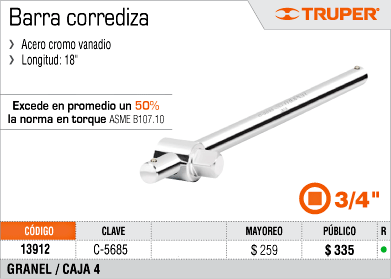 Barra corrediza
TRUPER®
❯ Acero cromo vanadio
❯ Longitud: 18"
Excede en promedio un 50%
la norma en torque ASME B107.10
3/4"
CÓDIGO CLAVE MAYOREO PÚBLICO R
13912 C-5685 $ 259 $ 335 ●
GRANEL / CAJA 4